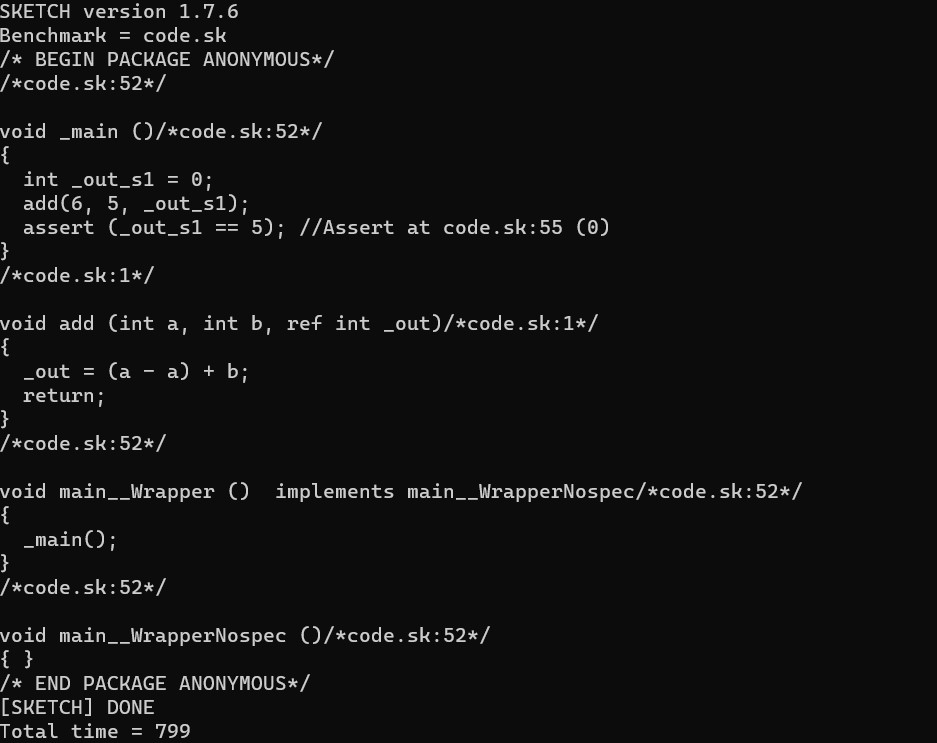 SKETCH version 1.7.6
Benchmark = code.sk
/* BEGIN PACKAGE ANONYMOUS*/
/*code.sk:52*/

void _main ()/*code.sk:52*/
{
  int _out_s1 = 0;
  add(6, 5, _out_s1);
  assert (_out_s1 == 5); //Assert at code.sk:55 (0)
}
/*code.sk:1*/

void add (int a, int b, ref int _out)/*code.sk:1*/
{
  _out = (a - a) + b;
  return;
}
/*code.sk:52*/

void main__Wrapper ()  implements main__WrapperNospec/*code.sk:52*/
{
  _main();
}
/*code.sk:52*/

void main__WrapperNospec ()/*code.sk:52*/
{ }
/* END PACKAGE ANONYMOUS*/
[SKETCH] DONE
Total time = 799